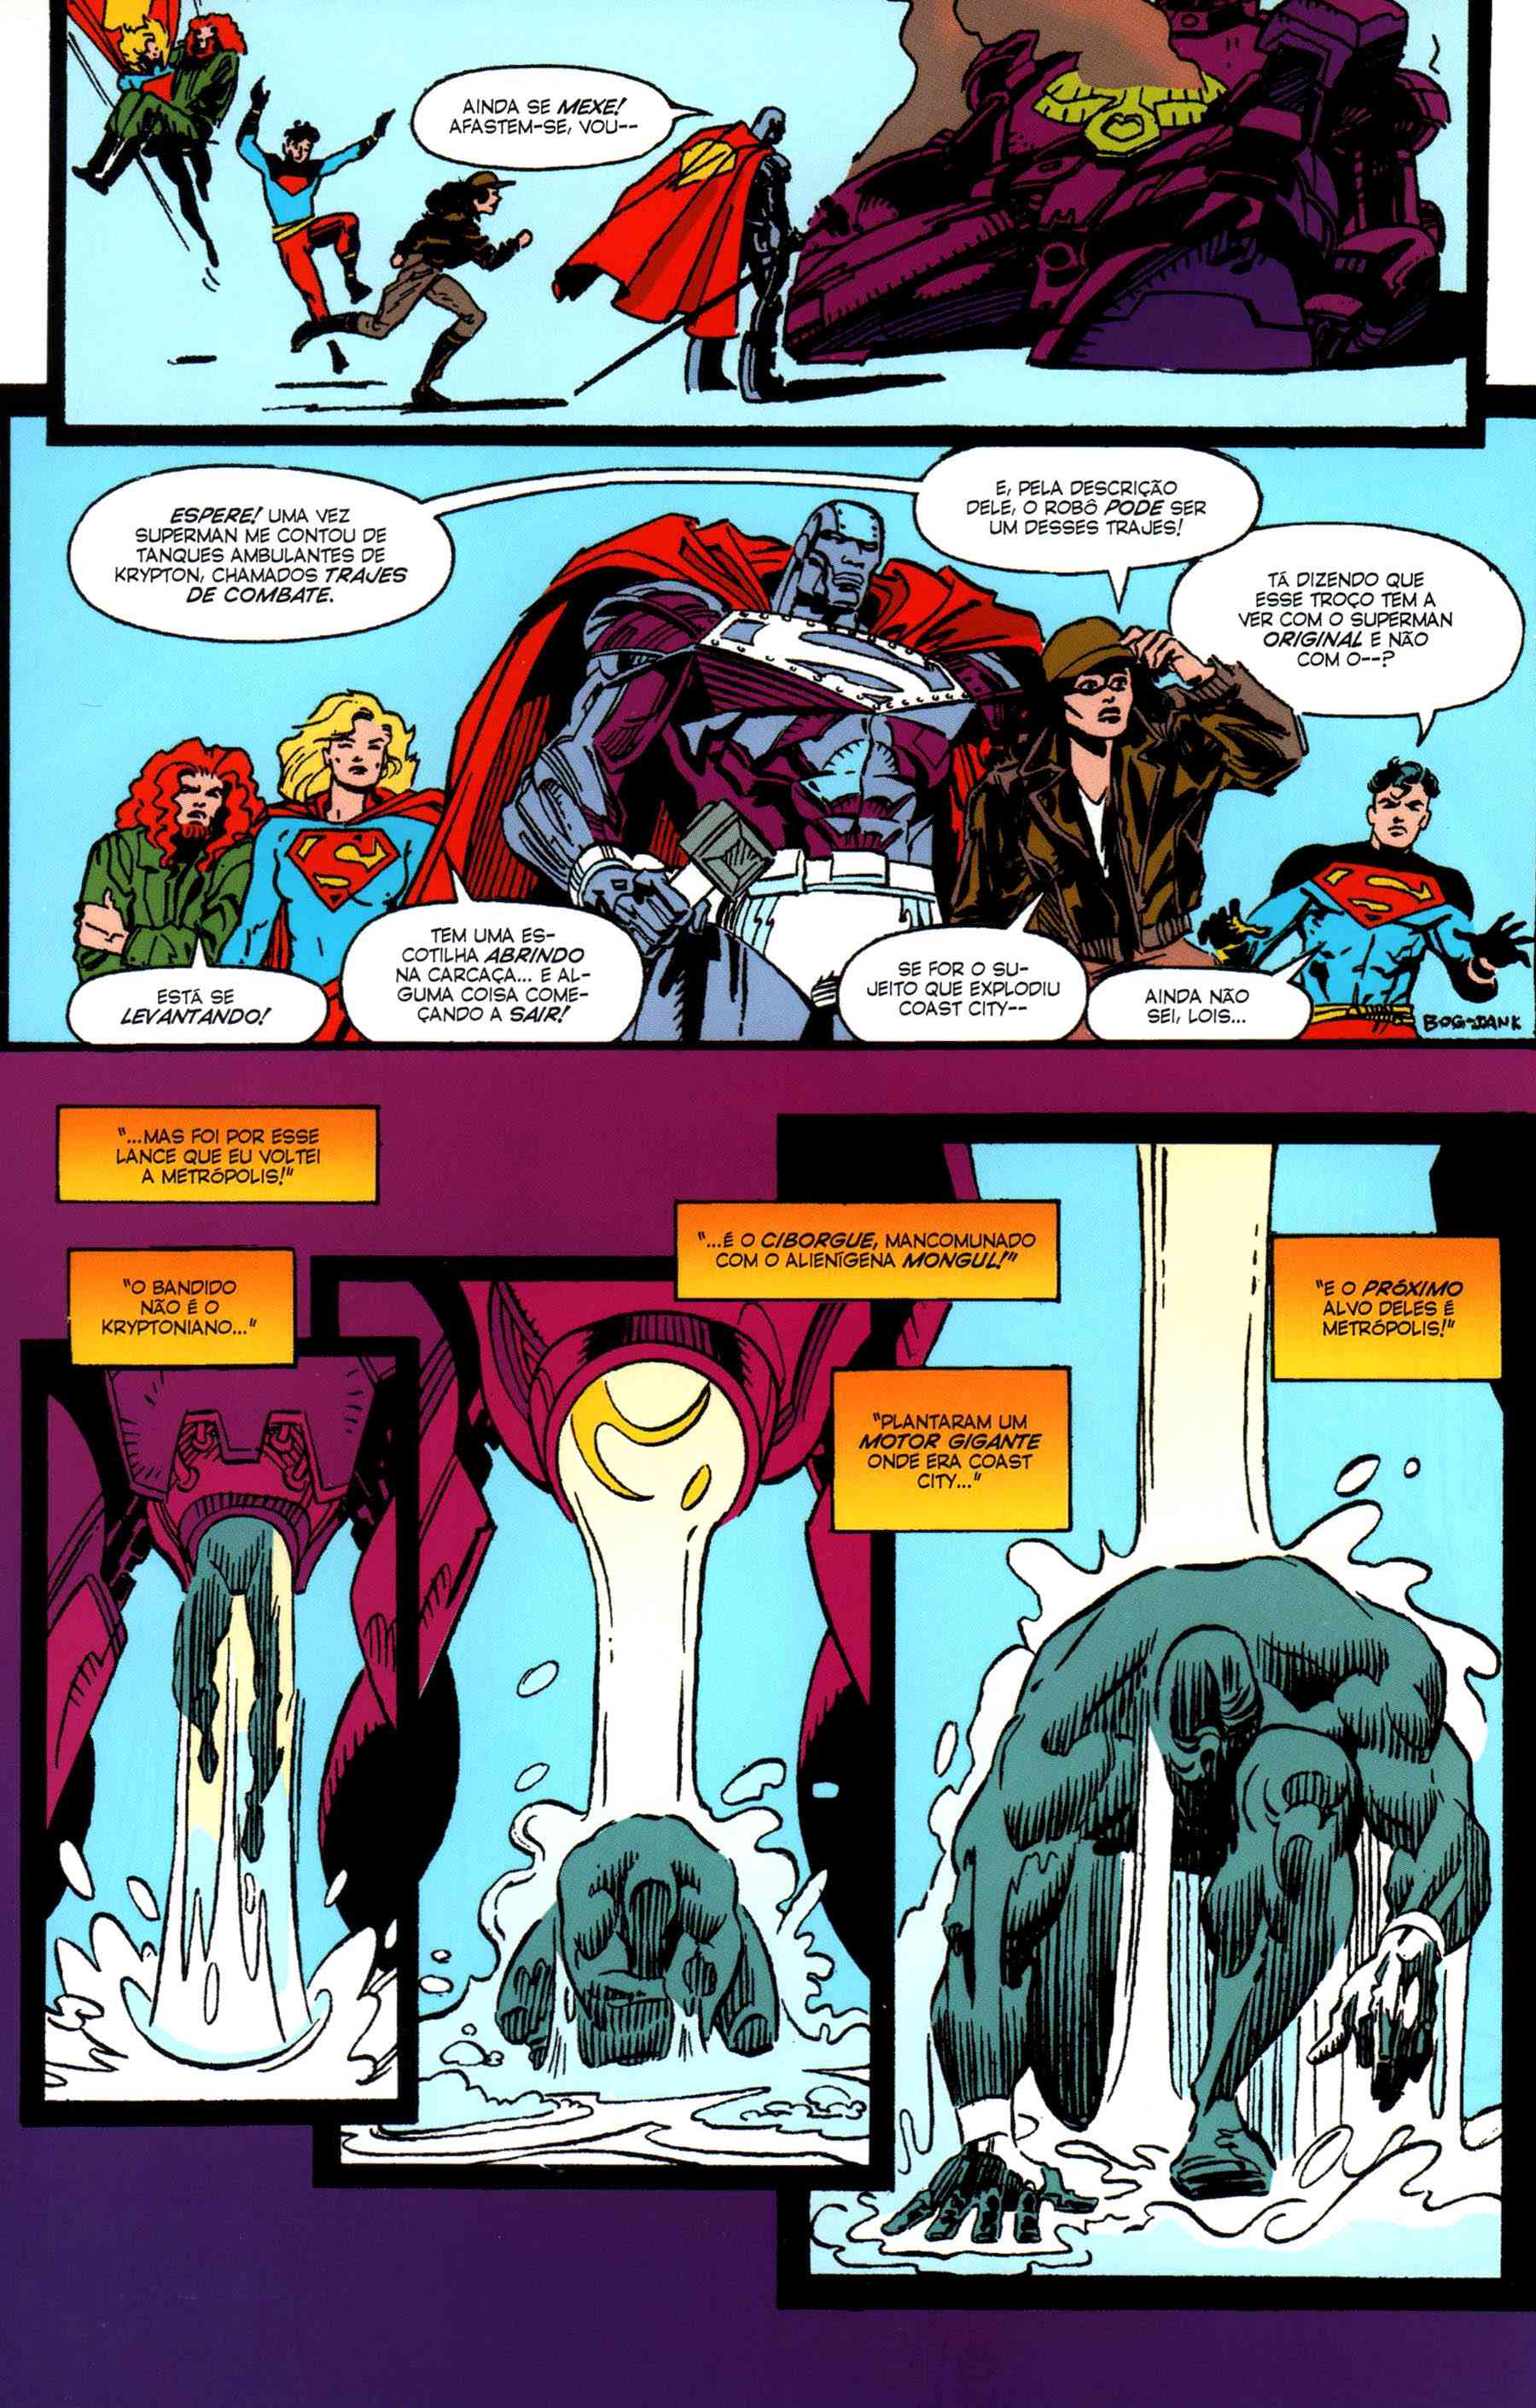 AINDA SE MEXE!
AFASTEM-SE, VOU--
ESPERE! UMA VEZ
SUPERMAN ME CONTOU DE
TANQUES AMBULANTES DE
KRYPTON, CHAMADOS TRAJES
DE COMBATE.
E, PELA DESCRIÇÃO
DELE, O ROBÔ PODE SER
UM DESSES TRAJES!
TÁ DIZENDO QUE
ESSE TROÇO TEM A
VER COM O SUPERMAN
ORIGINAL E NÃO
COM O--?
ESTÁ SE
LEVANTANDO!
TEM UMA ES-
COTILHA ABRINDO
NA CARCAÇA... E AL-
GUMA COISA COME-
ÇANDO A SAIR!
SE FOR O SU-
JEITO QUE EXPLODIU
COAST CITY--
AINDA NÃO
SEI, LOIS...
BOGDANK
"...MAS FOI POR ESSE
LANCE QUE EU VOLTEI
A METRÓPOLIS!"
"O BANDIDO
NÃO É O
KRYPTONIANO..."
"...É O CIBORGUE, MANCOMUNADO
COM O ALIENÍGENA MONGUL!"
"PLANTARAM UM
MOTOR GIGANTE
ONDE ERA COAST
CITY..."
"E O PRÓXIMO
ALVO DELES É
METRÓPOLIS!"